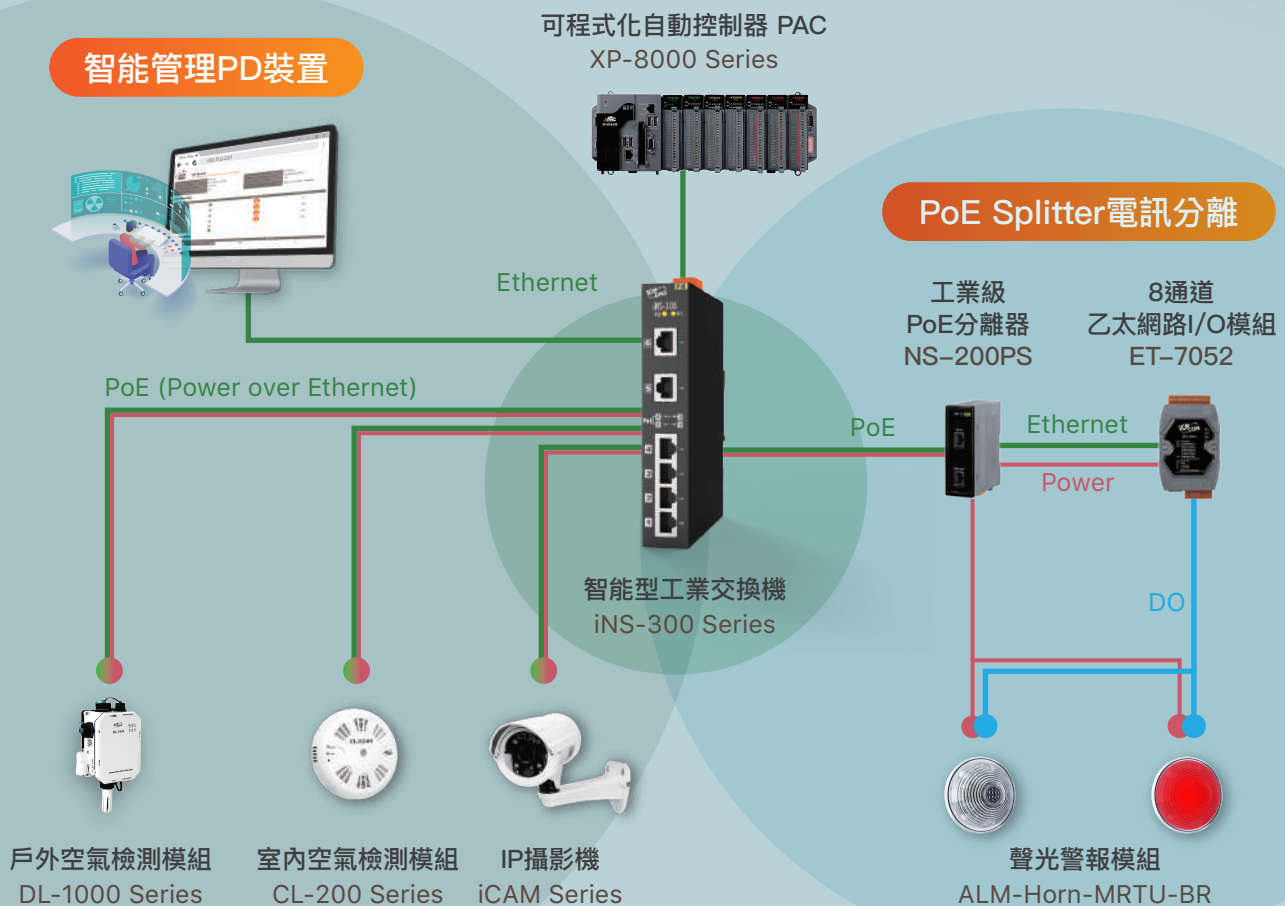 可程式化自動控制器 PAC
XP-8000 Series
智能管理PD裝置
PoE Splitter電訊分離
Ethernet
工業級
PoE分離器
NS-200PS
8通道
乙太網路I/O模組
ET-7052
PoE (Power over Ethernet)
PoE
Ethernet
Power
智能型工業交換機
iNS-300 Series
DO
戶外空氣檢測模組
DL-1000 Series
室內空氣檢測模組
CL-200 Series
IP攝影機
iCAM Series
聲光警報模組
ALM-Horn-MRTU-BR